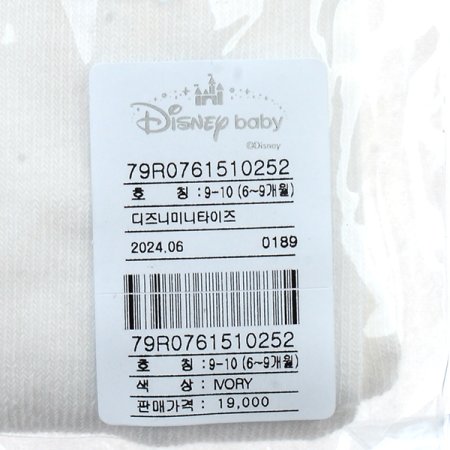 Disney baby
©Disney
79R0761510252
호 칭 : 9-10 (6~9개월)
디즈니미니타이즈
2024.06 0189
79R0761510252
호 칭 : 9-10 (6~9개월)
색 상 : IVORY
판매가격 : 19,000